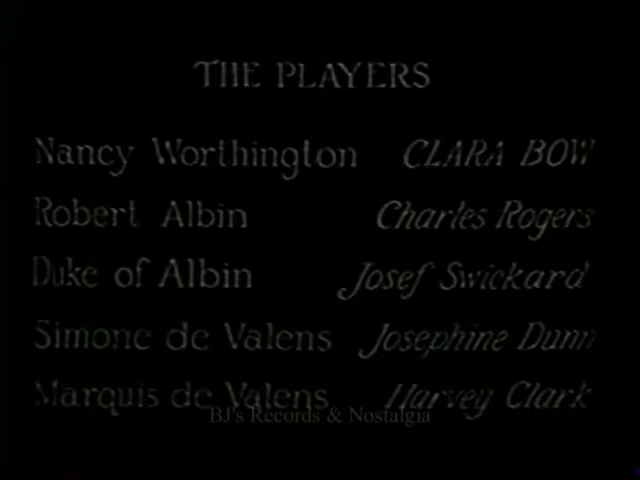 THE PLAYERS
Nancy Worthington CLARA BOW
Robert Albin Charles Rogers
Duke of Albin Josef Swickard
Simone de Valens Josephine Dunn
Marquis de Valens Harvey Clark
BJ's Records & Nostalgia